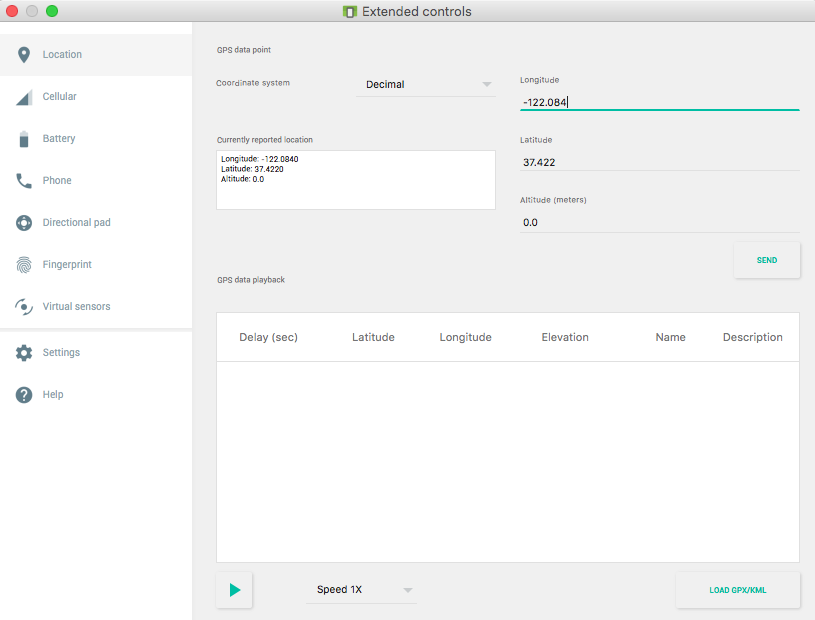 Extended controls
Location
Cellular
Battery
Phone
Directional pad
Fingerprint
Virtual sensors
Settings
Help
GPS data point
Coordinate system
Decimal
Longitude
-122.084
Currently reported location
Longitude: -122.0840
Latitude: 37.4220
Altitude: 0.0
Latitude
37.422
Altitude (meters)
0.0
SEND
GPS data playback
Delay (sec) Latitude Longitude Elevation Name Description
Speed 1X
LOAD GPX/KML